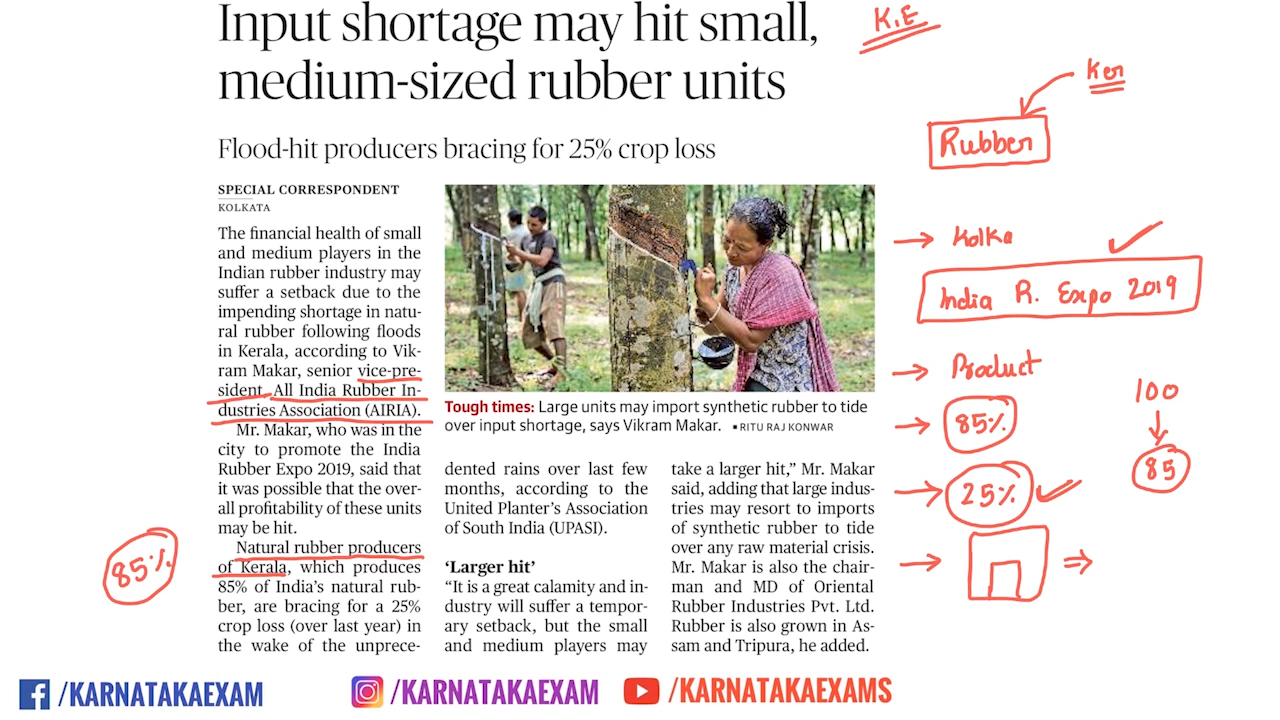 Input shortage may hit small,
medium-sized rubber units
Flood-hit producers bracing for 25% crop loss
SPECIAL CORRESPONDENT
KOLKATA
The financial health of small
and medium players in the
Indian rubber industry may
suffer a setback due to the
impending shortage in natu-
ral rubber following floods
in Kerala, according to Vik-
ram Makar, senior vice-pre-
sident, All India Rubber In-
dustries Association (AIRIA).
Mr. Makar, who was in the
city to promote the India
Rubber Expo 2019, said that
it was possible that the over-
all profitability of these units
may be hit.
Natural rubber producers
of Kerala, which produces
85% of India's natural rub-
ber, are bracing for a 25%
crop loss (over last year) in
the wake of the unprece-
Tough times: Large units may import synthetic rubber to tide
over input shortage, says Vikram Makar. ▪ RITU RAJ KONWAR
dented rains over last few
months, according to the
United Planter's Association
of South India (UPASI).
'Larger hit'
“It is a great calamity and in-
dustry will suffer a tempor-
ary setback, but the small
and medium players may
take a larger hit,” Mr. Makar
said, adding that large indus-
tries may resort to imports
of synthetic rubber to tide
over any raw material crisis.
Mr. Makar is also the chair-
man and MD of Oriental
Rubber Industries Pvt. Ltd.
Rubber is also grown in As-
sam and Tripura, he added.
85%
K.E
Ker
Rubber
Kolka
India R. Expo 2019
Product
85%
25%
100
85
/KARNATAKAEXAM
/KARNATAKAEXAM
/KARNATAKAEXAMS